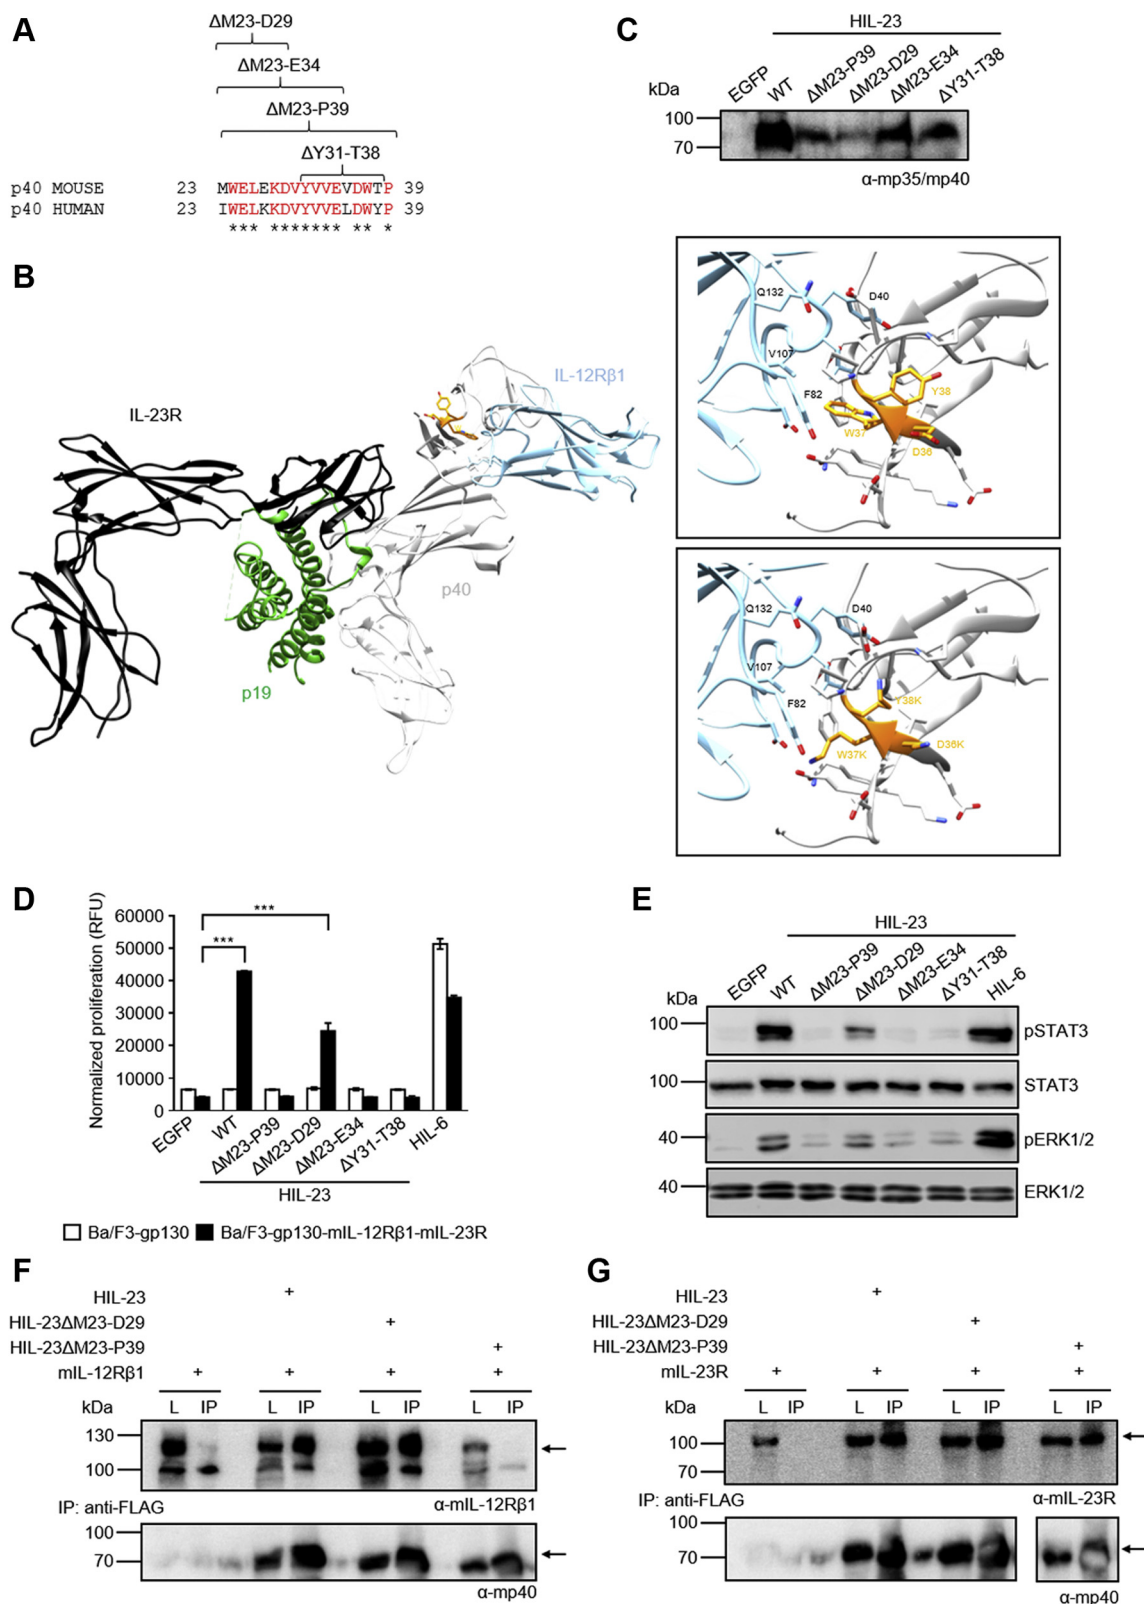 A
ΔM23-D29
ΔM23-E34
ΔM23-P39
ΔY31-T38
p40 MOUSE 23 MWELEKDVYVVEVDWTP 39
p40 HUMAN 23 IWELKKDVYVVELDWYP 39
*** ******* ** *
B
IL-23R
IL-12Rβ1
p19
p40
Q132
D40
V107
F82
Y38
W37
D36
Q132
D40
V107
F82
Y38K
W37K
D36K
C
HIL-23
kDa
EGFP
WT
ΔM23-P39
ΔM23-D29
ΔM23-E34
ΔY31-T38
100
70
α-mp35/mp40
D
Normalized proliferation (RFU)
60000
50000
40000
30000
20000
10000
0
***
***
EGFP
WT
ΔM23-P39
ΔM23-D29
ΔM23-E34
ΔY31-T38
HIL-6
HIL-23
Ba/F3-gp130
Ba/F3-gp130-mIL-12Rβ1-mIL-23R
E
HIL-23
kDa
EGFP
WT
ΔM23-P39
ΔM23-D29
ΔM23-E34
ΔY31-T38
HIL-6
100 pSTAT3
100 STAT3
40 pERK1/2
40 ERK1/2
F
HIL-23 +
HIL-23ΔM23-D29 +
HIL-23ΔM23-P39 +
mIL-12Rβ1 + + + +
kDa L IP L IP L IP L IP
130
100
IP: anti-FLAG
α-mIL-12Rβ1
100
70
α-mp40
G
HIL-23 +
HIL-23ΔM23-D29 +
HIL-23ΔM23-P39 +
mIL-23R + + + +
kDa L IP L IP L IP L IP
100
70
IP: anti-FLAG
α-mIL-23R
100
70
α-mp40